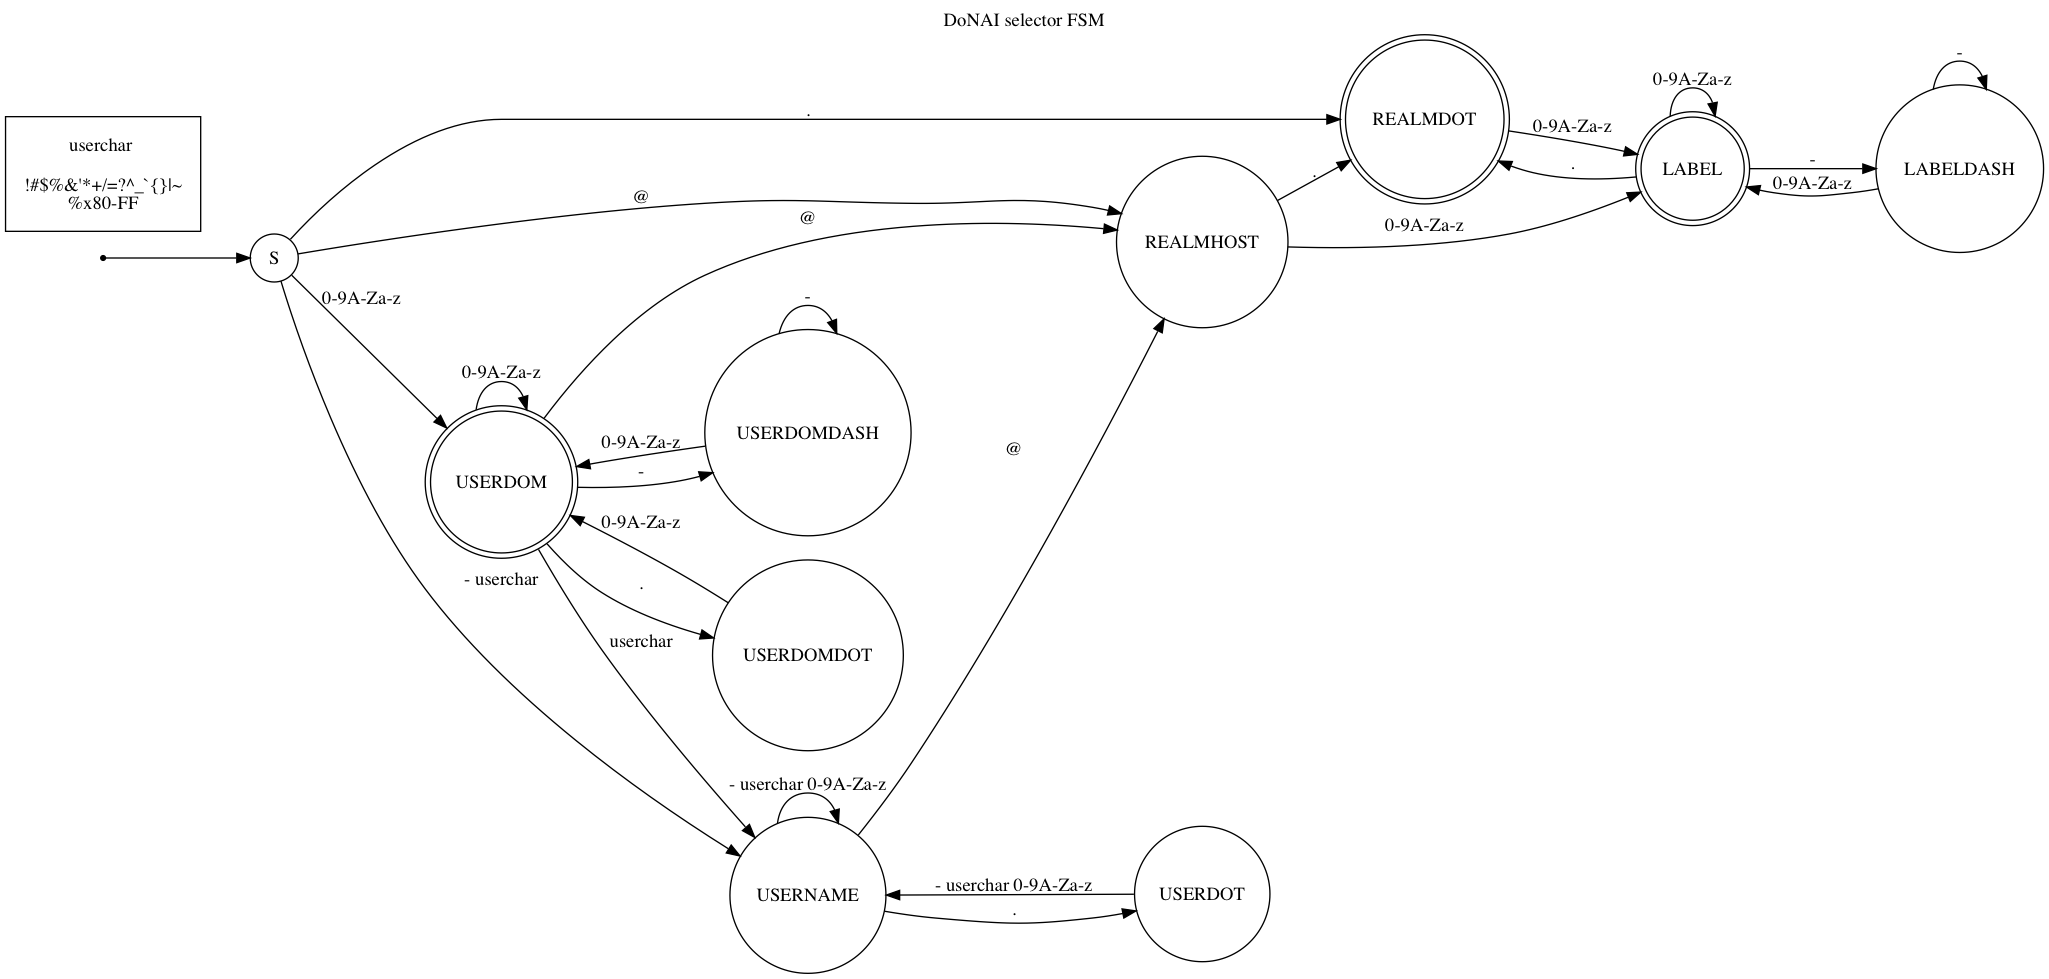 DoNAI selector FSM
-
0-9A-Za-z
.
REALMDOT
0-9A-Za-z
userchar
-
.
LABEL
LABELDASH
.
0-9A-Za-z
!#$%&'*+/=?^_`{}|~
%x80-FF
@
@
0-9A-Za-z
REALMHOST
S
0-9A-Za-z
-
0-9A-Za-z
USERDOMDASH
0-9A-Za-z
@
-
USERDOM
0-9A-Za-z
- userchar
.
userchar
USERDOMDOT
- userchar 0-9A-Za-z
- userchar 0-9A-Za-z
USERNAME
USERDOT
.